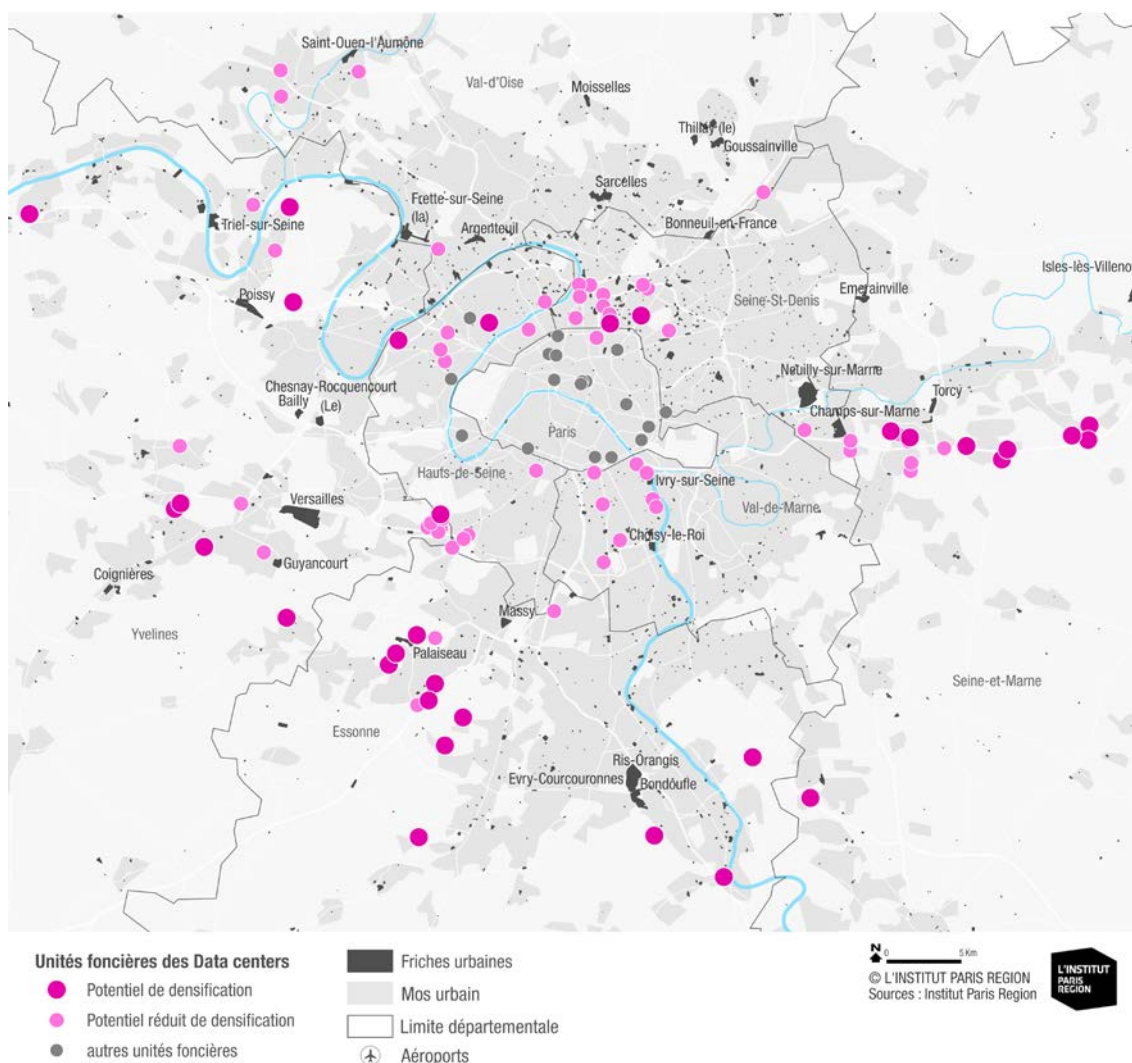 Saint-Ouen-l'Aumône
Val-d'Oise
Moisselles
Thillay (le)
Goussainville
Sarcelles
Frette-sur-Seine
(la)
Argenteuil
Bonneuil-en-France
Triel-sur-Seine
Isles-lès-Villeno
Emerainville
Seine-St-Denis
Poissy
Neuilly-sur-Marne
Torcy
Chesnay-Rocquencourt
Bailly
(Le)
Champs-sur-Marne
Paris
Hauts-de-Seine
Ivry-sur-Seine
Versailles
Val-de-Marne
Choisy-le-Roi
Guyancourt
Coignières
Massy
Yvelines
Palaiseau
Seine-et-Marne
Essonne
Ris-Orangis
Evry-Courcouronnes
Bondoufle
Unités foncières des Data centers
Potentiel de densification
Potentiel réduit de densification
autres unités foncières
Friches urbaines
Mos urbain
Limite départementale
Aéroports
N
0 5 Km
© L'INSTITUT PARIS REGION
Sources : Institut Paris Region
L'INSTITUT
PARIS
REGION